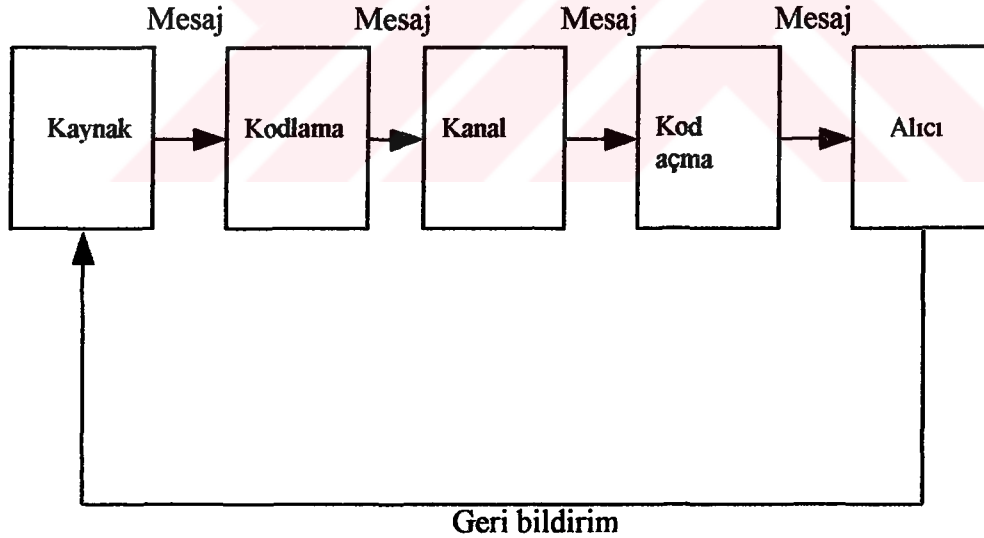 Mesaj Mesaj Mesaj Mesaj
Kaynak Kodlama Kanal Kod açma Alıcı
Geri bildirim